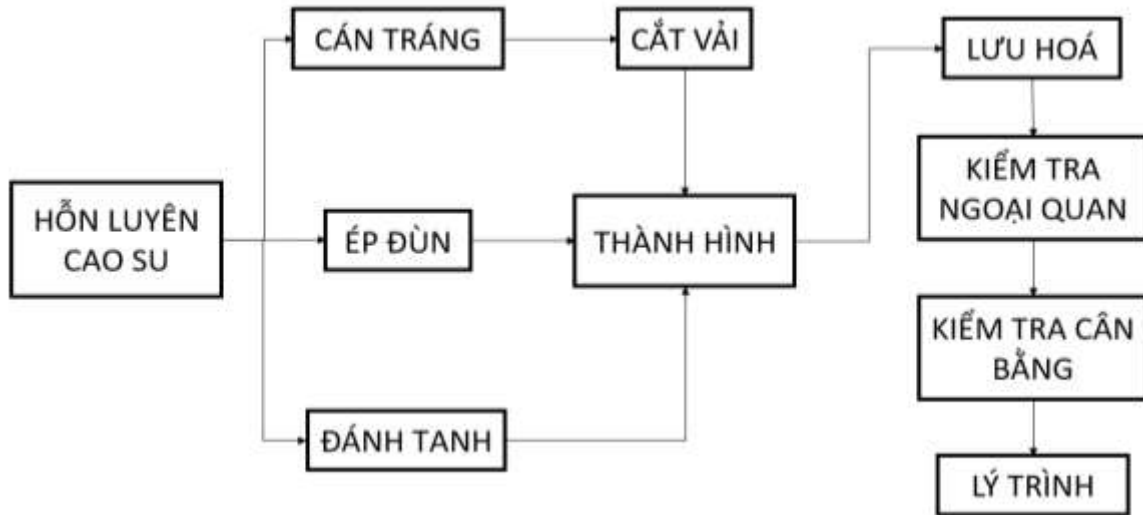 CÁN TRÁNG
CẮT VẢI
LƯU HOÁ
HỖN LUYÊN
CAO SU
ÉP ĐÙN
THÀNH HÌNH
KIỂM TRA
NGOẠI QUAN
KIỂM TRA CÂN
BẰNG
ĐÁNH TANH
LÝ TRÌNH